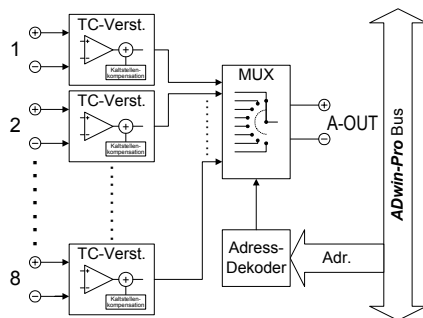 TC-Verst.
1
Kaltstellen-
kompensation
TC-Verst.
2
Kaltstellen-
kompensation
TC-Verst.
8
Kaltstellen-
kompensation
MUX
A-OUT
Adress-
Dekoder
Adr.
ADwin-Pro Bus